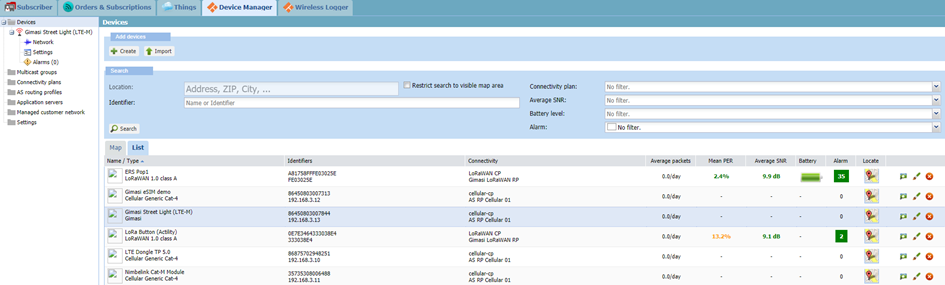 Subscriber Orders & Subscriptions Things Device Manager Wireless Logger
Devices
Gimasi Street Light (LTE-M)
Network
Settings
Alarms (0)
Multicast groups
Connectivity plans
AS routing profiles
Application servers
Managed customer network
Settings
Devices
Add devices
Create Import
Search
Location: Address, ZIP, City, ... Restrict search to visible map area
Identifier: Name or Identifier
Connectivity plan: No filter.
Average SNR: No filter.
Battery level: No filter.
Alarm: No filter.
Search
Map List
Name / Type Identifiers Connectivity Average packets Mean PER Average SNR Battery Alarm Locate
ERS Pop1 A81758FFFE03025E LoRaWAN CP 0.0/day 2.4% 9.9 dB 35
LoRaWAN 1.0 class A FE03025E Gimasi LoRaWAN RP
Gimasi eSIM demo 86450803007313 cellular-cp 0.0/day - - - 0
Cellular Generic Cat-4 192.168.3.12 AS RP Cellular 01
Gimasi Street Light (LTE-M) 86450803007844 cellular-cp 0.0/day - - - 0
Gimasi 192.168.3.13 AS RP Cellular 01
LoRa Button (Actility) 0E7E3464333038E4 LoRaWAN CP 0.0/day 13.2% 9.1 dB - 2
LoRaWAN 1.0 class A 333038E4 Gimasi LoRaWAN RP
LTE Dongle TP 5.0 86875702948251 cellular-cp 0.0/day - - - 0
Cellular Generic Cat-4 192.168.3.10 AS RP Cellular 01
Nimbelink Cat-M Module 35735308006488 cellular-cp 0.0/day - - - 0
Cellular Generic Cat-4 192.168.3.11 AS RP Cellular 01